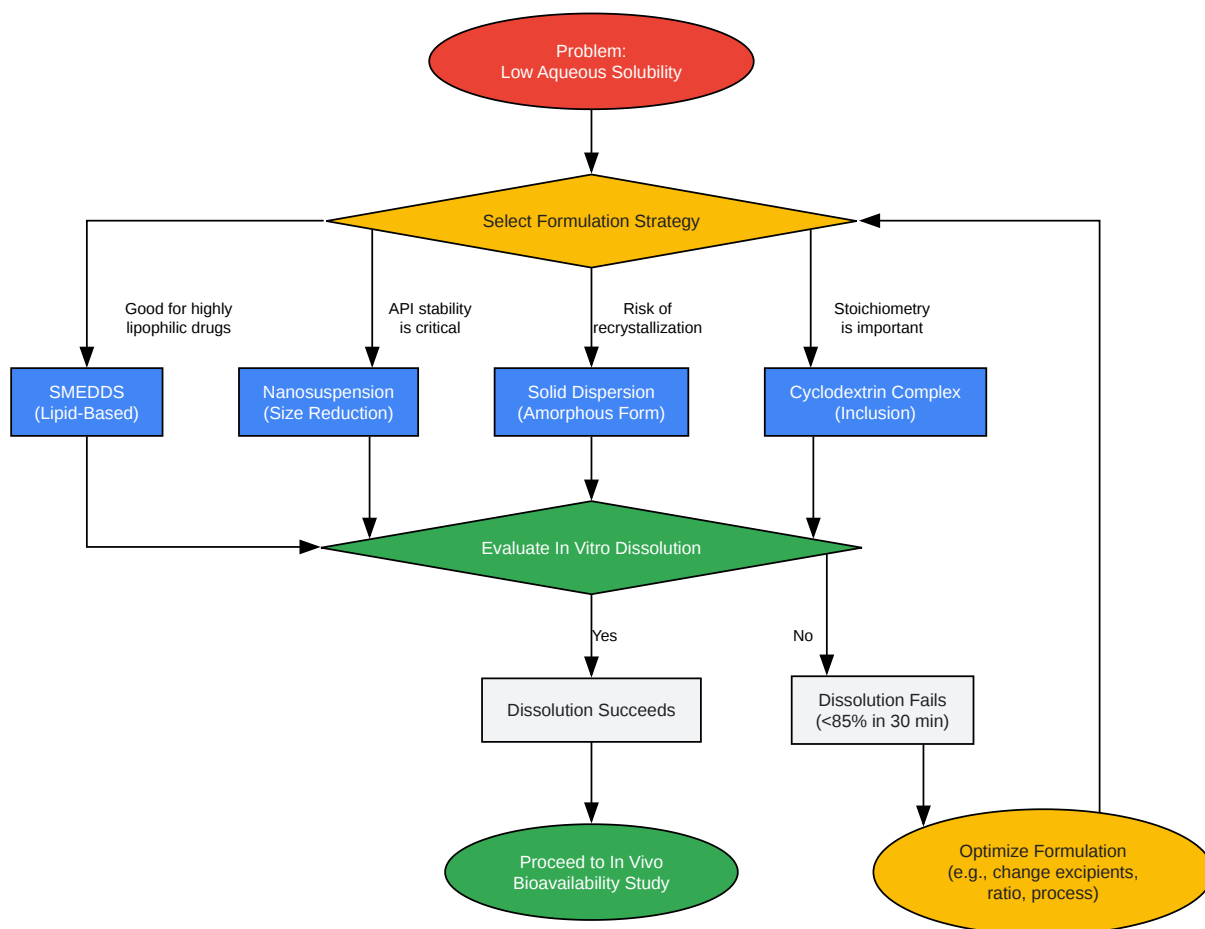 Problem:
Low Aqueous Solubility
Select Formulation Strategy
Good for highly
lipophilic drugs
API stability
is critical
Risk of
recrystallization
Stoichiometry
is important
SMEDDS
(Lipid-Based)
Nanosuspension
(Size Reduction)
Solid Dispersion
(Amorphous Form)
Cyclodextrin Complex
(Inclusion)
Evaluate In Vitro Dissolution
Yes
No
Dissolution Succeeds
Dissolution Fails
(<85% in 30 min)
Proceed to In Vivo
Bioavailability Study
Optimize Formulation
(e.g., change excipients,
ratio, process)